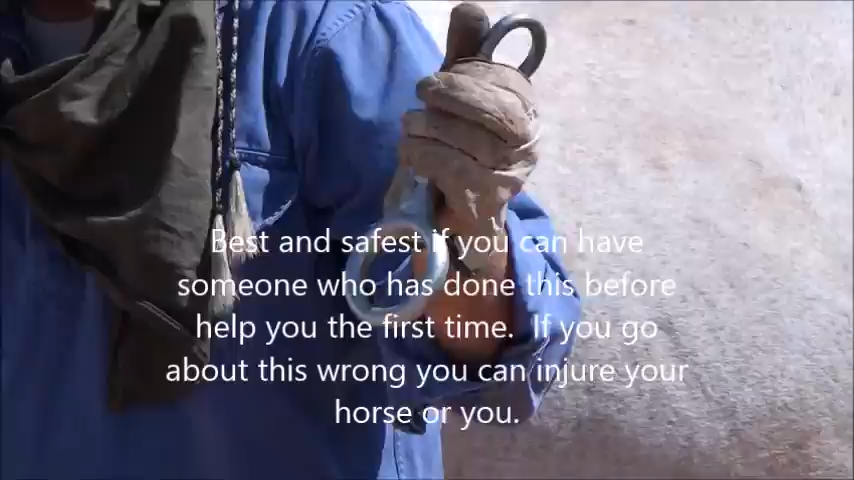 Best and safest if you can have
someone who has done this before
help you the first time.  If you go
about this wrong you can injure your
horse or you.